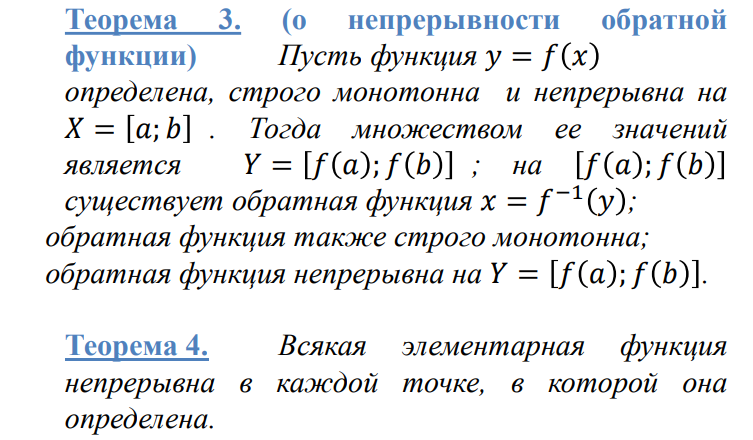 Теорема 3. (о непрерывности обратной
функции) Пусть функция y = f(x)
определена, строго монотонна и непрерывна на
X = [a; b] . Тогда множеством ее значений
является Y = [f(a); f(b)] ; на [f(a); f(b)]
существует обратная функция x = f⁻¹(y);
обратная функция также строго монотонна;
обратная функция непрерывна на Y = [f(a); f(b)].
Теорема 4. Всякая элементарная функция
непрерывна в каждой точке, в которой она
определена.